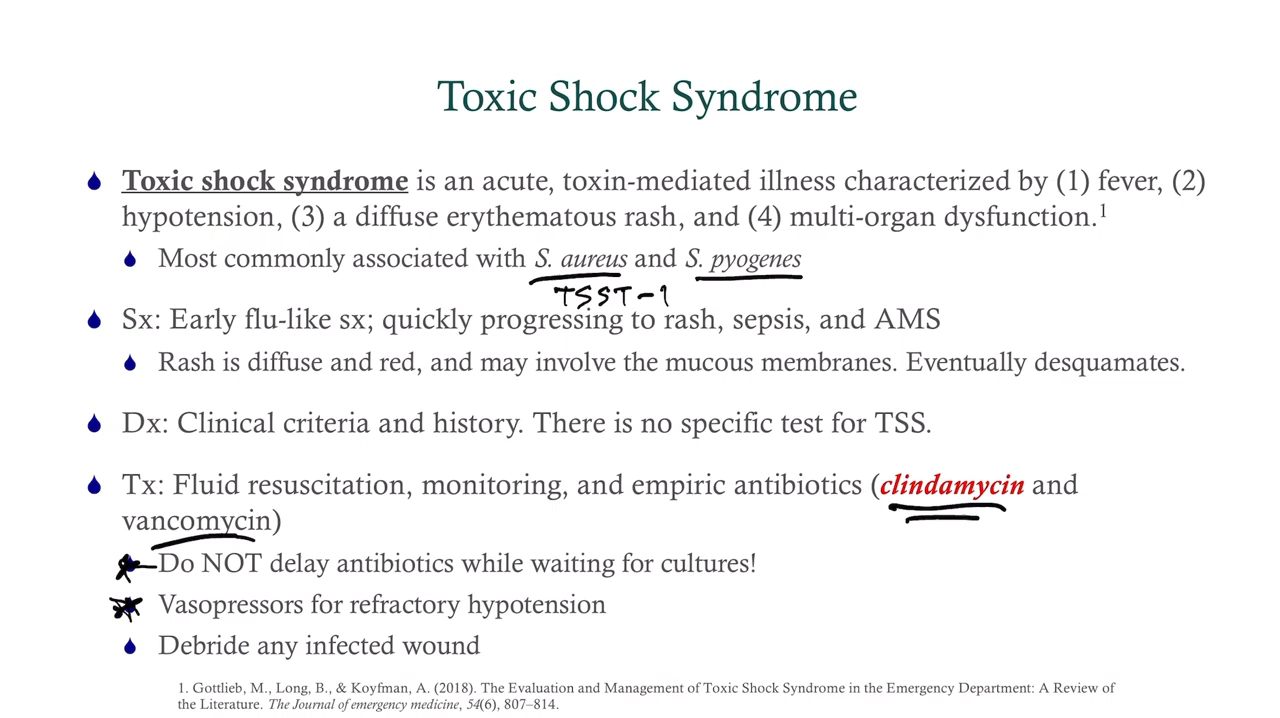 Toxic Shock Syndrome
Toxic shock syndrome is an acute, toxin-mediated illness characterized by (1) fever, (2)
hypotension, (3) a diffuse erythematous rash, and (4) multi-organ dysfunction.1
Most commonly associated with S. aureus and S. pyogenes
TSST-1
Sx: Early flu-like sx; quickly progressing to rash, sepsis, and AMS
Rash is diffuse and red, and may involve the mucous membranes. Eventually desquamates.
Dx: Clinical criteria and history. There is no specific test for TSS.
Tx: Fluid resuscitation, monitoring, and empiric antibiotics (clindamycin and
vancomycin)
Do NOT delay antibiotics while waiting for cultures!
Vasopressors for refractory hypotension
Debride any infected wound
1. Gottlieb, M., Long, B., & Koyfman, A. (2018). The Evaluation and Management of Toxic Shock Syndrome in the Emergency Department: A Review of
the Literature. The Journal of emergency medicine, 54(6), 807–814.